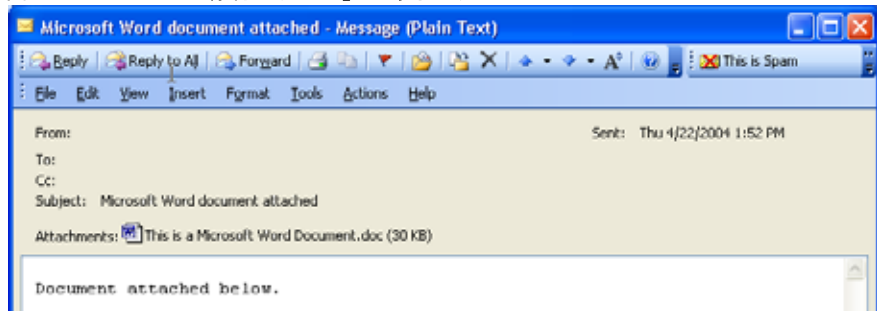 Microsoft Word document attached - Message (Plain Text)
Reply Reply to All Forward This is Spam
File Edit View Insert Format Tools Actions Help
From: Sent: Thu 4/22/2004 1:52 PM
To:
Cc:
Subject: Microsoft Word document attached
Attachments: This is a Microsoft Word Document.doc (30 KB)
Document attached below.